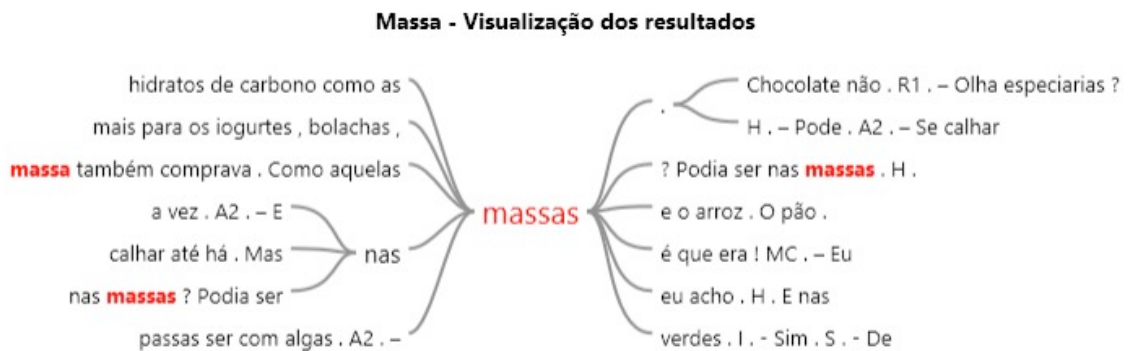 Massa - Visualização dos resultados
hidratos de carbono como as
mais para os iogurtes , bolachas ,
massa também comprava . Como aquelas
a vez . A2 . – E
calhar até há . Mas
nas massas ? Podia ser
nas
passas ser com algas . A2 . –
massas
.
Chocolate não . R1 . – Olha especiarias ?
H . – Pode . A2 . – Se calhar
? Podia ser nas massas . H .
e o arroz . O pão .
é que era ! MC . – Eu
eu acho . H . E nas
verdes . I . - Sim . S . - De